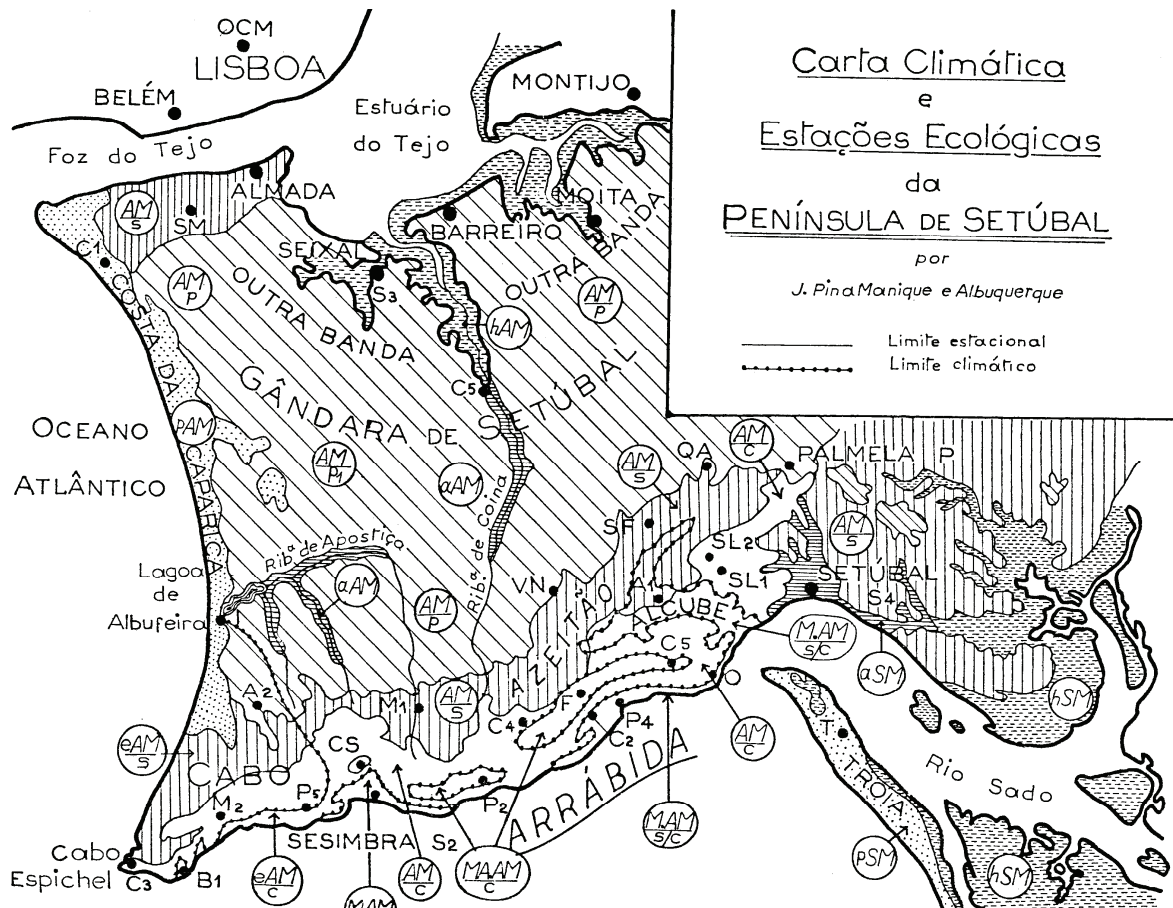 Carta Climática
e
Estações Ecológicas
da
PENÍNSULA DE SETÚBAL
por
J. Pina Manique e Albuquerque
Limite estacional
Limite climático
OCM
LISBOA
BELÉM
Foz do Tejo
Estuário
do Tejo
MONTIJO
ALMADA
AM
S
SM
C1
COSTA DA CAPARICA
AM
P
SEIXAL
S3
OUTRA BANDA
BARREIRO
MOITA
OUTRA BANDA
AM
P
hAM
C5
GÂNDARA DE SETÚBAL
OCEANO
ATLÂNTICO
pAM
AM
P1
aAM
Ribª de Coina
AM
S
QA
AM
C
PALMELA P
SF
AM
S
SL2
SL1
SETÚBAL
S4
Ribª de Apostiça
Lagoa
de
Albufeira
aAM
AM
P
VN
AZEITÃO
A1
CUBE
M.AM
S/C
aSM
hSM
C5
O
A2
M1
AM
S
C4
F
C2
P4
AM
C
T
TRÓIA
Rio Sado
eAM
S
CABO
CS
M2
P5
P2
ARRÁBIDA
M.AM
S/C
SESIMBRA
S2
Cabo
Espichel
C3
B1
eAM
C
MAM
AM
C
MA.AM
C
pSM
hSM